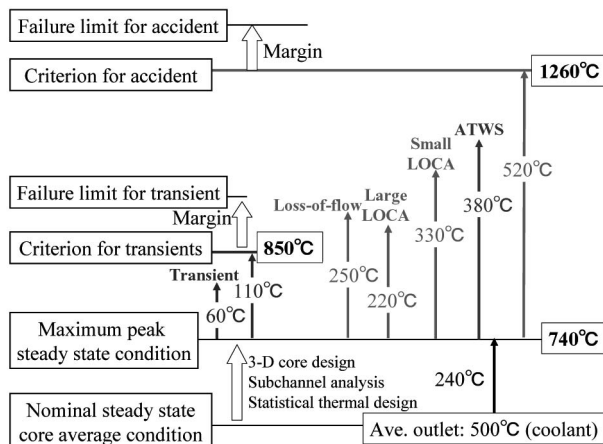 Failure limit for accident
Margin
Criterion for accident
1260℃
ATWS
Small
LOCA
520℃
Failure limit for transient
Margin
Loss-of-flow
Large
LOCA
380℃
330℃
Criterion for transients
850℃
Transient
110℃
250℃
220℃
60℃
Maximum peak
steady state condition
740℃
3-D core design
Subchannel analysis
Statistical thermal design
240℃
Nominal steady state
core average condition
Ave. outlet: 500℃ (coolant)